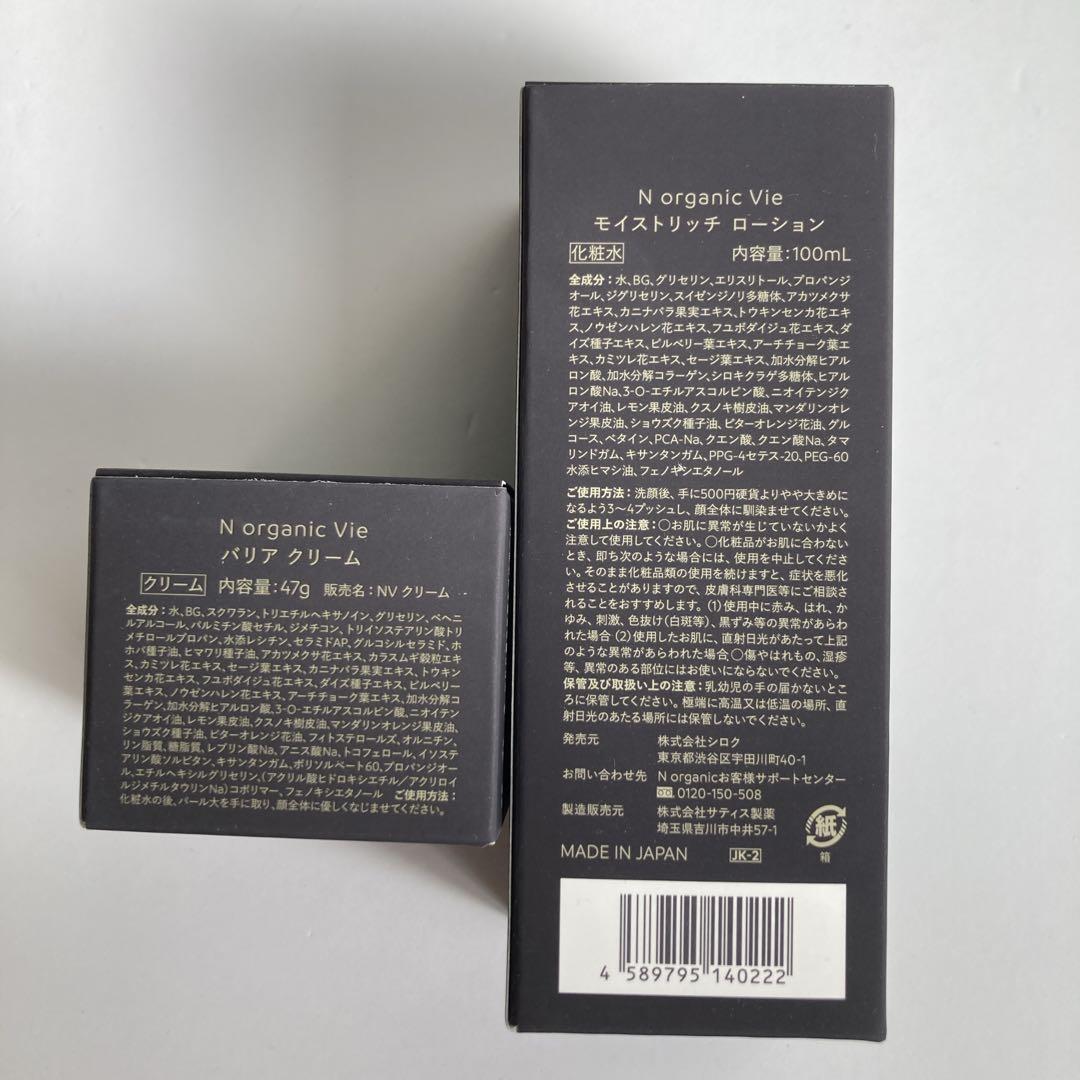 N organic Vie
バリア クリーム
クリーム 内容量:47g 販売名:NV クリーム
全成分:水、BG、スクワラン、トリエチルヘキサノイン、グリセリン、ベヘニ
ルアルコール、パルミチン酸セチル、ジメチコン、トリイソステアリン酸トリ
メチロールプロパン、水添レシチン、セラミドAP、グルコシルセラミド、ホ
ホバ種子油、ヒマワリ種子油、アカツメクサ花エキス、カラスムギ穀粒エキ
ス、カミツレ花エキス、セージ葉エキス、カニナバラ果実エキス、トウキン
センカ花エキス、フユボダイジュ花エキス、ダイズ種子エキス、ビルベリー
葉エキス、ノウゼンハレン花エキス、アーチチョーク葉エキス、加水分解コ
ラーゲン、加水分解ヒアルロン酸、3-O-エチルアスコルビン酸、ニオイテン
ジクアオイ油、レモン果皮油、クスノキ樹皮油、マンダリンオレンジ果皮油、
ショウズク種子油、ビターオレンジ花油、フィトステロールズ、オルニチン、
リン脂質、糖脂質、レブリン酸Na、アニス酸Na、トコフェロール、イソステ
アリン酸ソルビタン、キサンタンガム、ポリソルベート60、プロパンジオー
ル、エチルヘキシルグリセリン、(アクリル酸ヒドロキシエチル/アクリロイ
ルジメチルタウリンNa)コポリマー、フェノキシエタノール ご使用方法:
化粧水の後、パール大を手に取り、顔全体に優しくなじませてください。
N organic Vie
モイストリッチ ローション
化粧水 内容量:100mL
全成分:水、BG、グリセリン、エリスリトール、プロパンジ
オール、ジグリセリン、スイゼンジノリ多糖体、アカツメクサ
花エキス、カニナバラ果実エキス、トウキンセンカ花エキ
ス、ノウゼンハレン花エキス、フユボダイジュ花エキス、ダ
イズ種子エキス、ビルベリー葉エキス、アーチチョーク葉エ
キス、カミツレ花エキス、セージ葉エキス、加水分解ヒアル
ロン酸、加水分解コラーゲン、シロキクラゲ多糖体、ヒアル
ロン酸Na、3-O-エチルアスコルビン酸、ニオイテンジク
アオイ油、レモン果皮油、クスノキ樹皮油、マンダリンオレ
ンジ果皮油、ショウズク種子油、ビターオレンジ花油、グル
コース、ベタイン、PCA-Na、クエン酸、クエン酸Na、タマ
リンドガム、キサンタンガム、PPG-4セテス-20、PEG-60
水添ヒマシ油、フェノキシエタノール
ご使用方法:洗顔後、手に500円硬貨よりやや大きめに
なるよう3〜4プッシュし、顔全体に馴染ませてください。
ご使用上の注意:○お肌に異常が生じていないかよく
注意して使用してください。○化粧品がお肌に合わない
とき、即ち次のような場合には、使用を中止してくださ
い。そのまま化粧品類の使用を続けますと、症状を悪化
させることがありますので、皮膚科専門医等にご相談さ
れることをおすすめします。(1)使用中に赤み、はれ、か
ゆみ、刺激、色抜け(白斑等)、黒ずみ等の異常があらわ
れた場合 (2)使用したお肌に、直射日光があたって上記
のような異常があらわれた場合。○傷やはれもの、湿疹
等、異常のある部位にはお使いにならないでください。
保管及び取扱い上の注意:乳幼児の手の届かないとこ
ろに保管してください。極端に高温又は低温の場所、直
射日光のあたる場所には保管しないでください。
発売元 株式会社シロク
東京都渋谷区宇田川町40-1
お問い合わせ先 N organicお客様サポートセンター
0120-150-508
製造販売元 株式会社サティス製薬
埼玉県吉川市中井57-1
紙
箱
MADE IN JAPAN JK-2
4 589795 140222